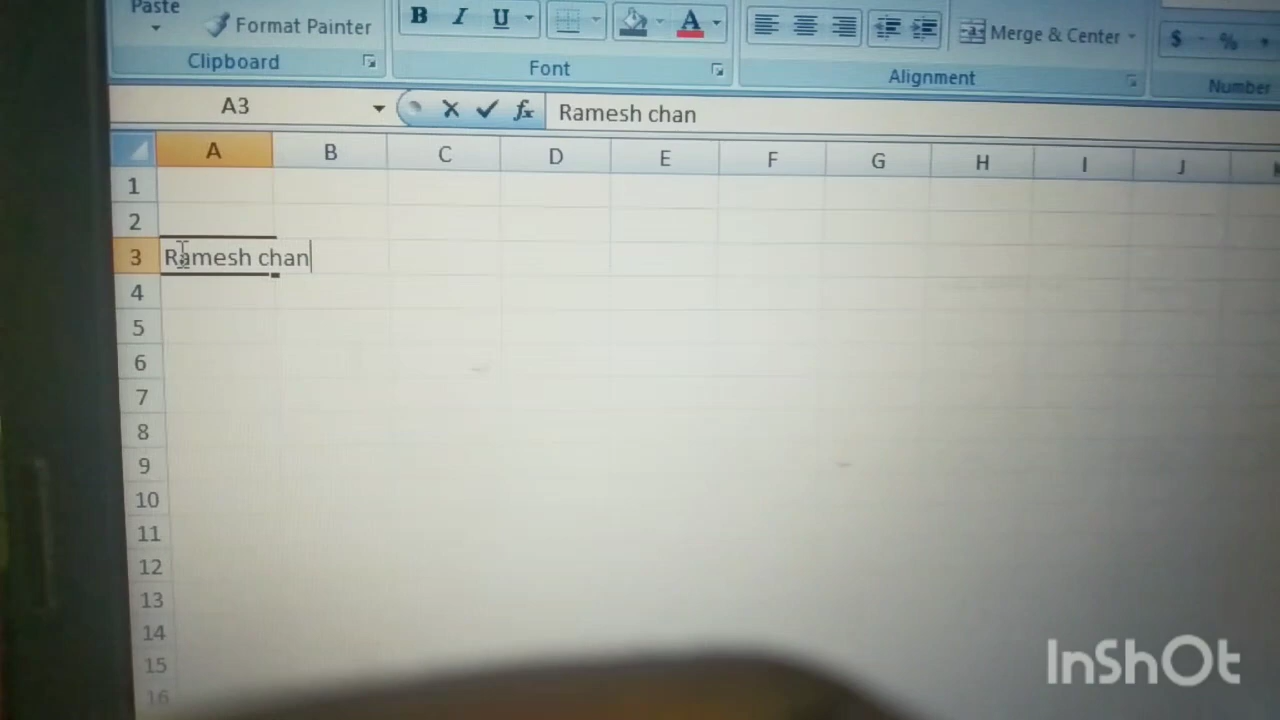 Paste
Format Painter
B I U A
Merge & Center
$ %
Clipboard
Font
Alignment
Number
A3
fx
Ramesh chan
A B C D E F G H I J
1
2
3 Ramesh chan
4
5
6
7
8
9
10
11
12
13
14
15
16
InShOt